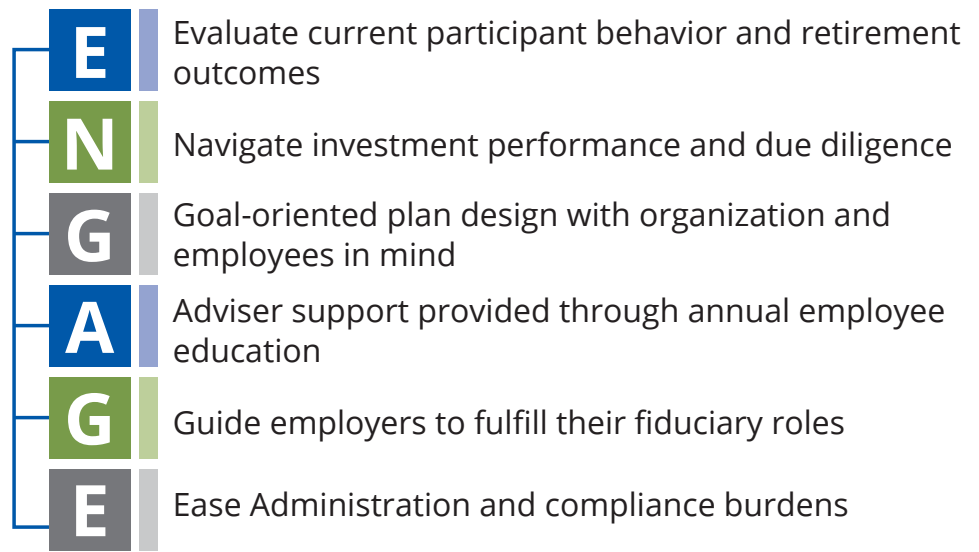 E
Evaluate current participant behavior and retirement
outcomes
N
Navigate investment performance and due diligence
G
Goal-oriented plan design with organization and
employees in mind
A
Adviser support provided through annual employee
education
G
Guide employers to fulfill their fiduciary roles
E
Ease Administration and compliance burdens